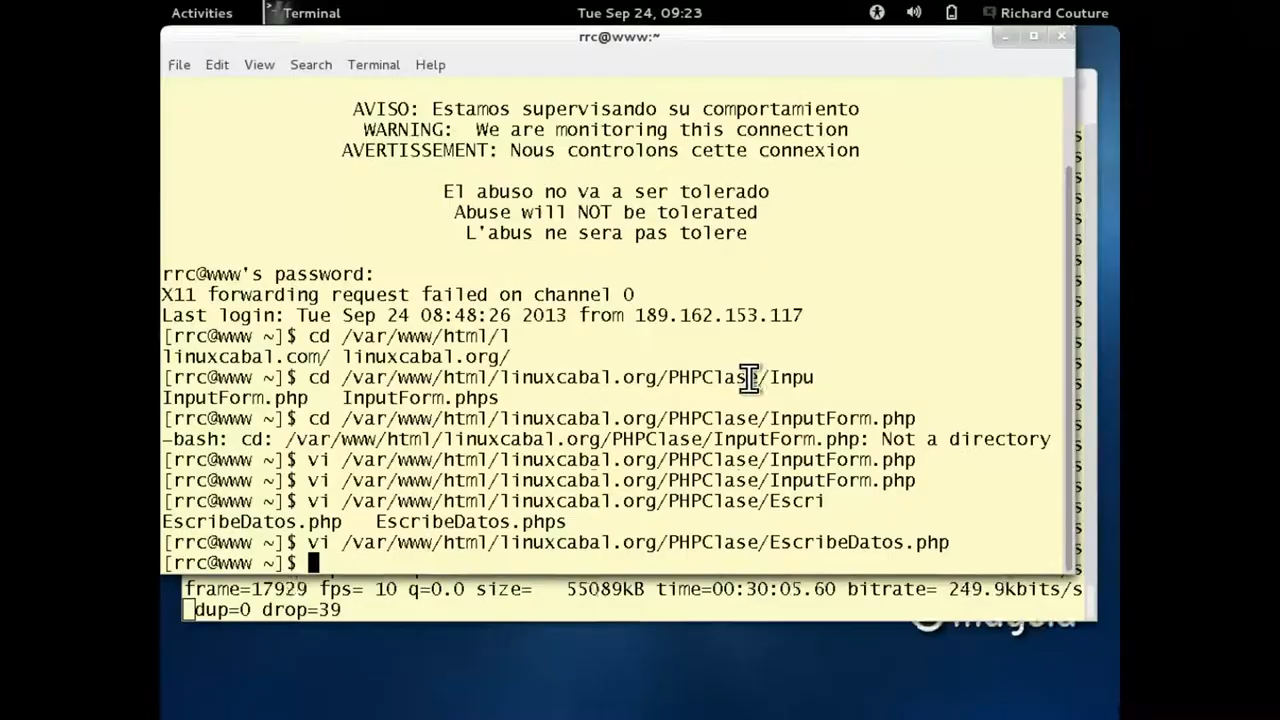 Activities Terminal Tue Sep 24, 09:23 Richard Couture
rrc@www:~
File Edit View Search Terminal Help
AVISO: Estamos supervisando su comportamiento
WARNING: We are monitoring this connection
AVERTISSEMENT: Nous controlons cette connexion
El abuso no va a ser tolerado
Abuse will NOT be tolerated
L'abus ne sera pas tolere
rrc@www's password:
X11 forwarding request failed on channel 0
Last login: Tue Sep 24 08:48:26 2013 from 189.162.153.117
[rrc@www ~]$ cd /var/www/html/l
linuxcabal.com/ linuxcabal.org/
[rrc@www ~]$ cd /var/www/html/linuxcabal.org/PHPClase/Inpu
InputForm.php InputForm.phps
[rrc@www ~]$ cd /var/www/html/linuxcabal.org/PHPClase/InputForm.php
-bash: cd: /var/www/html/linuxcabal.org/PHPClase/InputForm.php: Not a directory
[rrc@www ~]$ vi /var/www/html/linuxcabal.org/PHPClase/InputForm.php
[rrc@www ~]$ vi /var/www/html/linuxcabal.org/PHPClase/InputForm.php
[rrc@www ~]$ vi /var/www/html/linuxcabal.org/PHPClase/Escri
EscribeDatos.php EscribeDatos.phps
[rrc@www ~]$ vi /var/www/html/linuxcabal.org/PHPClase/EscribeDatos.php
[rrc@www ~]$
frame=17929 fps= 10 q=0.0 size= 55089kB time=00:30:05.60 bitrate= 249.9kbits/s
dup=0 drop=39